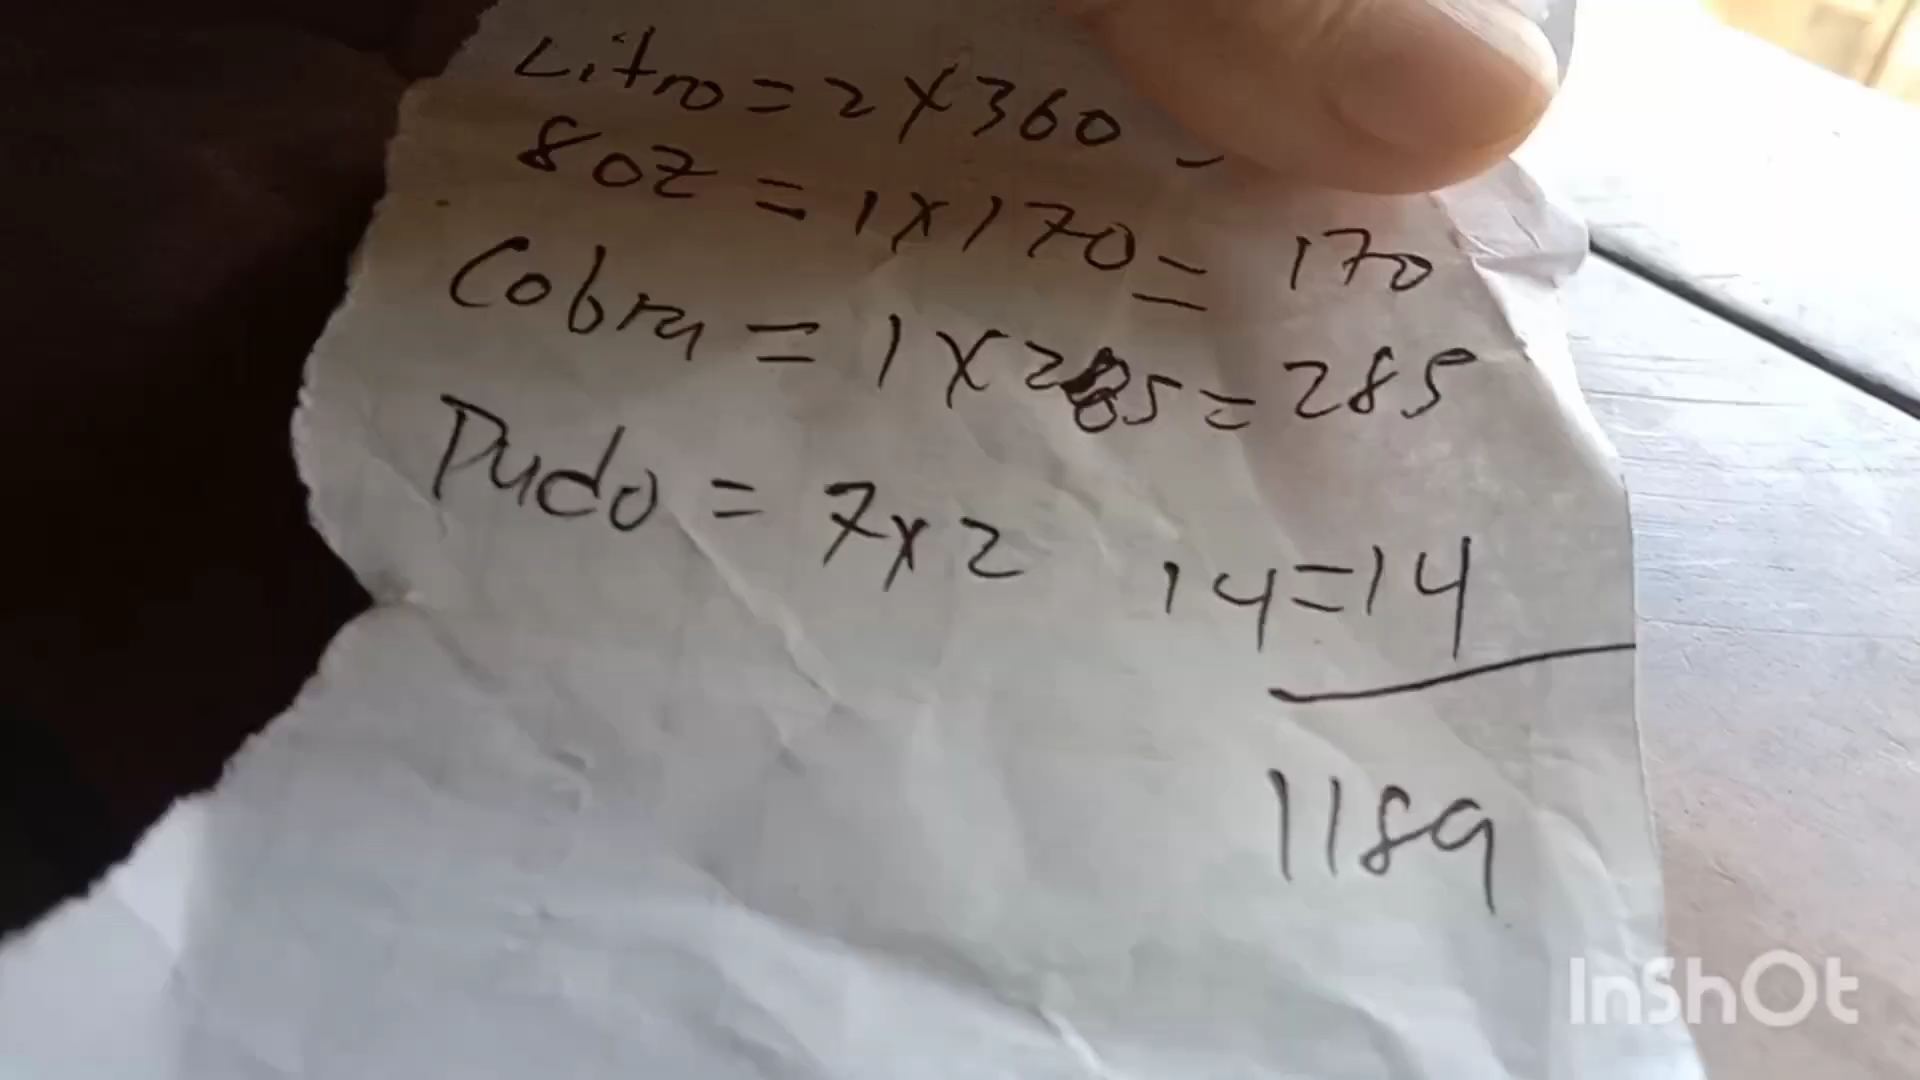 Litro = 2 X 360
8oz = 1 X 170 = 170
Cobra = 1 X 285 = 285
Pudo = 7 x 2 14 = 14
1189
InShOt